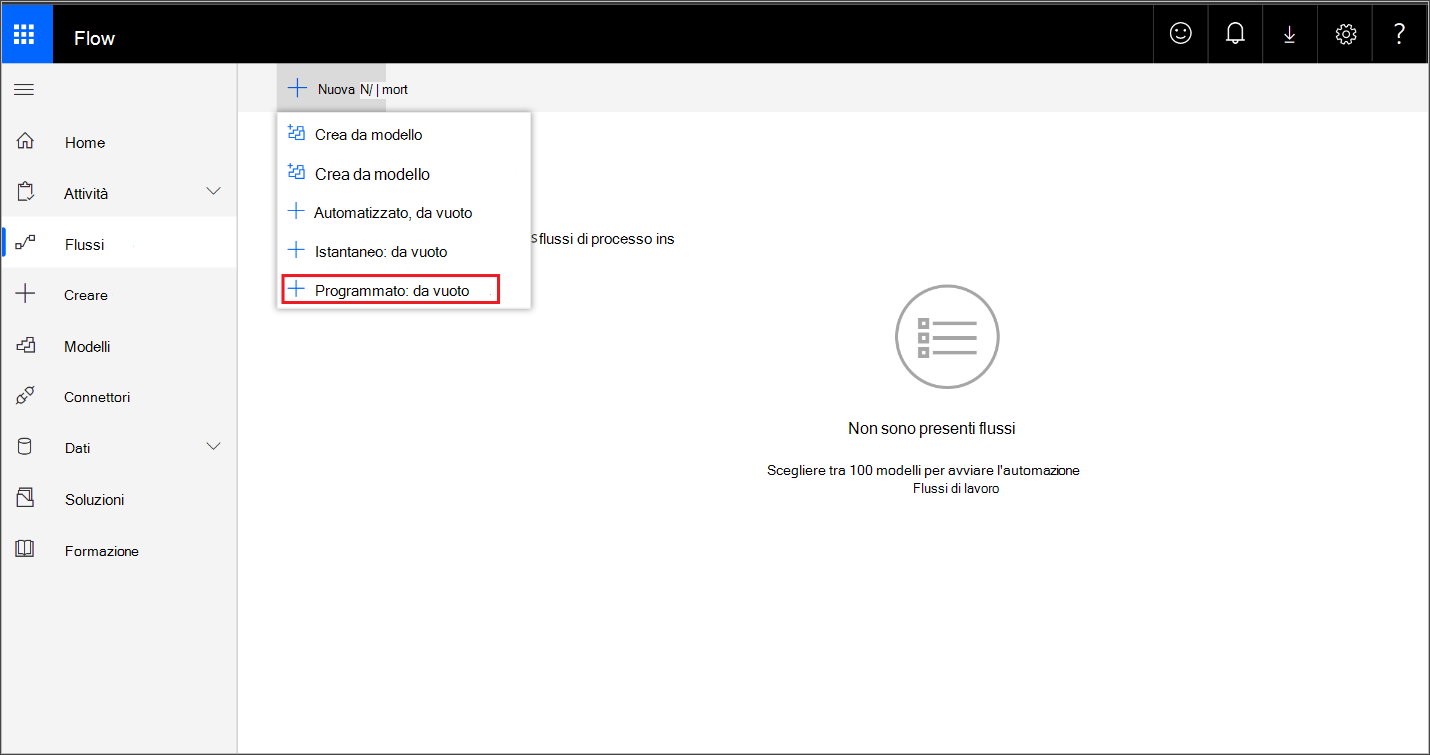 Flow
?
Nuova N/ | mort
Home
Attività
Flussi
Creare
Modelli
Connettori
Dati
Soluzioni
Formazione
Crea da modello
Crea da modello
Automatizzato, da vuoto
Istantaneo: da vuoto
Programmato: da vuoto
sflussi di processo ins
Non sono presenti flussi
Scegliere tra 100 modelli per avviare l'automazione
Flussi di lavoro